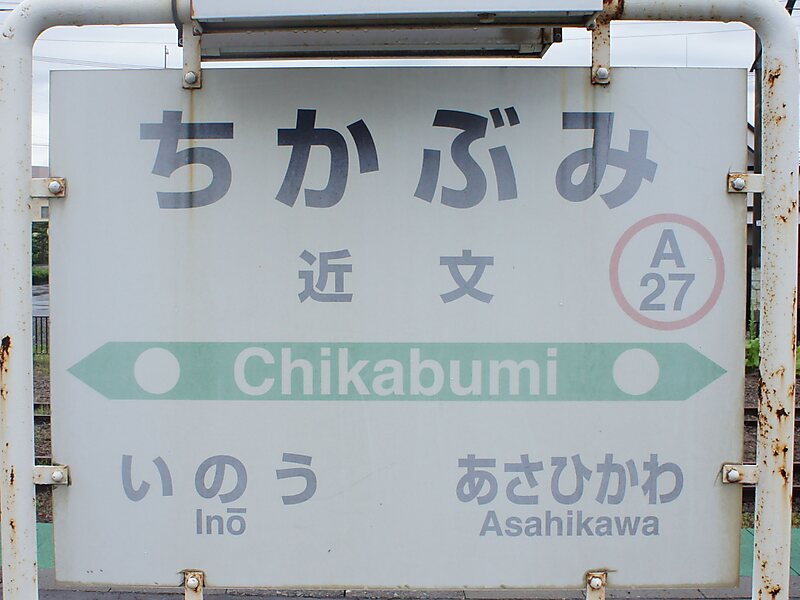 ちかぶみ
近文
A
27
Chikabumi
いのう あさひかわ
Inō Asahikawa